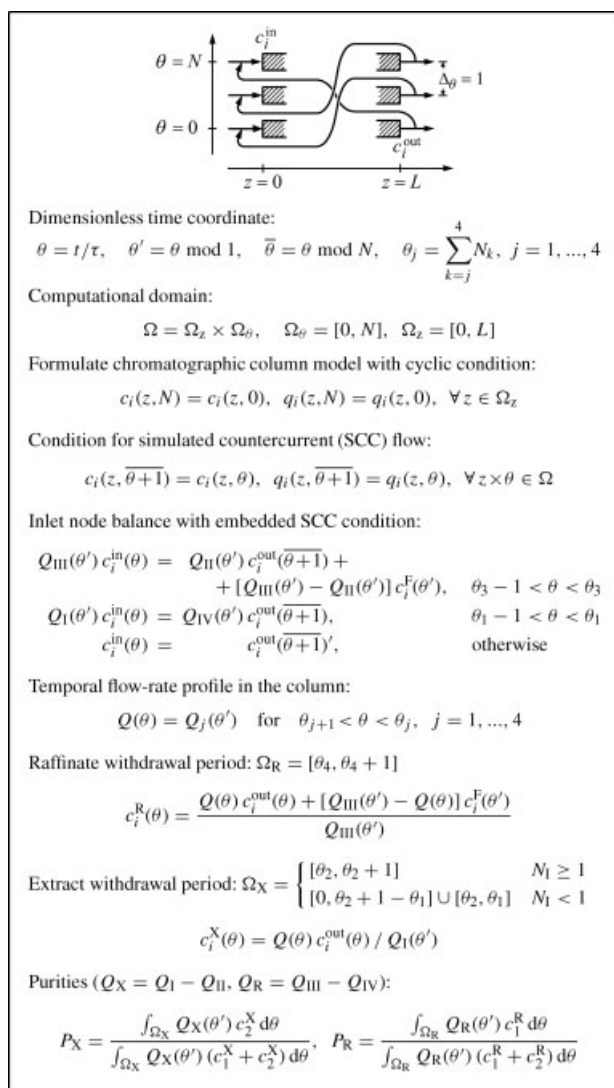 c_i^in
θ = N
Δ_θ = 1
θ = 0
c_i^out
z = 0
z = L
Dimensionless time coordinate:
θ = t/τ, θ′ = θ mod 1, θ̅ = θ mod N, θ_j = ∑_{k=j}^{4} N_k, j = 1, ..., 4
Computational domain:
Ω = Ω_z × Ω_θ, Ω_θ = [0, N], Ω_z = [0, L]
Formulate chromatographic column model with cyclic condition:
c_i(z,N) = c_i(z,0), q_i(z,N) = q_i(z,0), ∀ z ∈ Ω_z
Condition for simulated countercurrent (SCC) flow:
c_i(z, \overline{θ+1}) = c_i(z,θ), q_i(z, \overline{θ+1}) = q_i(z,θ), ∀ z×θ ∈ Ω
Inlet node balance with embedded SCC condition:
Q_III(θ′) c_i^in(θ) = Q_II(θ′) c_i^out(\overline{θ+1}) +
+ [Q_III(θ′) − Q_II(θ′)] c_i^F(θ′), θ_3 − 1 < θ < θ_3
Q_I(θ′) c_i^in(θ) = Q_IV(θ′) c_i^out(\overline{θ+1}), θ_1 − 1 < θ < θ_1
c_i^in(θ) = c_i^out(\overline{θ+1})′, otherwise
Temporal flow-rate profile in the column:
Q(θ) = Q_j(θ′) for θ_{j+1} < θ < θ_j, j = 1, ..., 4
Raffinate withdrawal period: Ω_R = [θ_4, θ_4 + 1]
c_i^R(θ) = \frac{Q(θ) c_i^out(θ) + [Q_III(θ′) − Q(θ)] c_i^F(θ′)}{Q_III(θ′)}
Extract withdrawal period: Ω_X = { [θ_2, θ_2 + 1] N_I ≥ 1
[0, θ_2 + 1 − θ_1] ∪ [θ_2, θ_1] N_I < 1
c_i^X(θ) = Q(θ) c_i^out(θ) / Q_I(θ′)
Purities (Q_X = Q_I − Q_II, Q_R = Q_III − Q_IV):
P_X = \frac{∫_{Ω_X} Q_X(θ′) c_2^X dθ}{∫_{Ω_X} Q_X(θ′) (c_1^X + c_2^X) dθ}, P_R = \frac{∫_{Ω_R} Q_R(θ′) c_1^R dθ}{∫_{Ω_R} Q_R(θ′) (c_1^R + c_2^R) dθ}